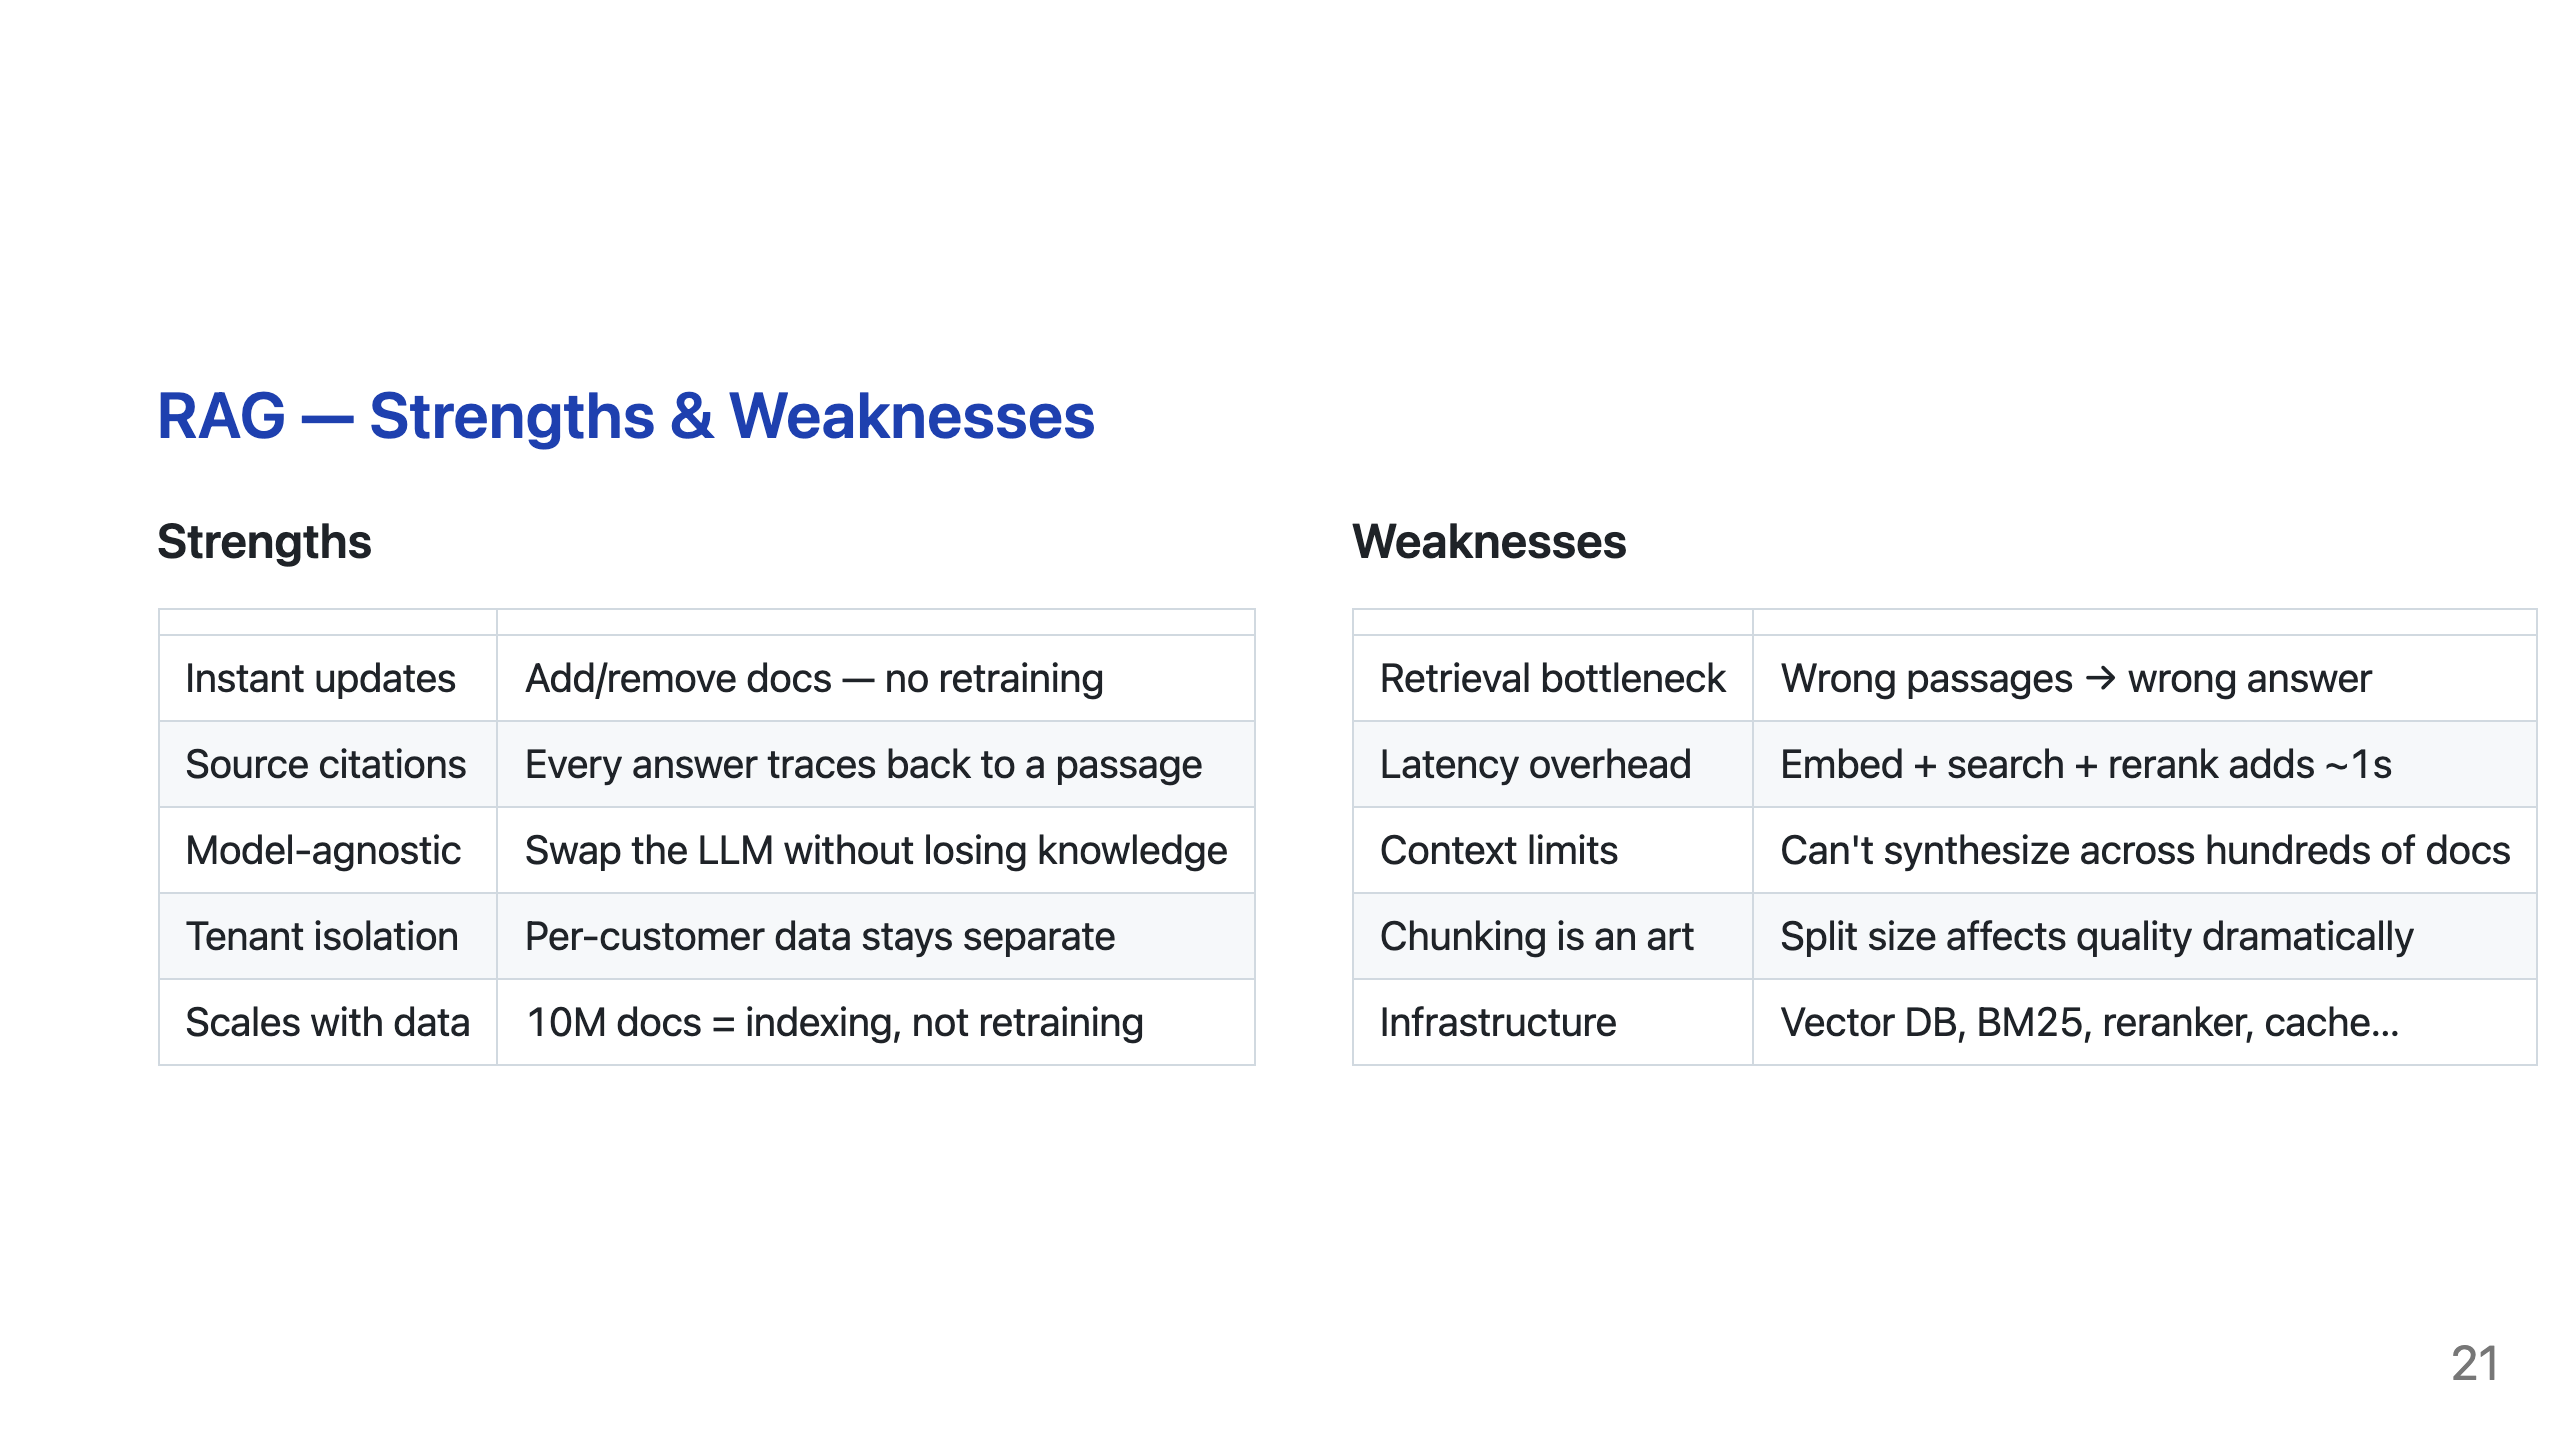 RAG — Strengths & Weaknesses
Strengths
Instant updates Add/remove docs — no retraining
Source citations Every answer traces back to a passage
Model-agnostic Swap the LLM without losing knowledge
Tenant isolation Per-customer data stays separate
Scales with data 10M docs = indexing, not retraining
Weaknesses
Retrieval bottleneck Wrong passages → wrong answer
Latency overhead Embed + search + rerank adds ~1s
Context limits Can't synthesize across hundreds of docs
Chunking is an art Split size affects quality dramatically
Infrastructure Vector DB, BM25, reranker, cache...
21